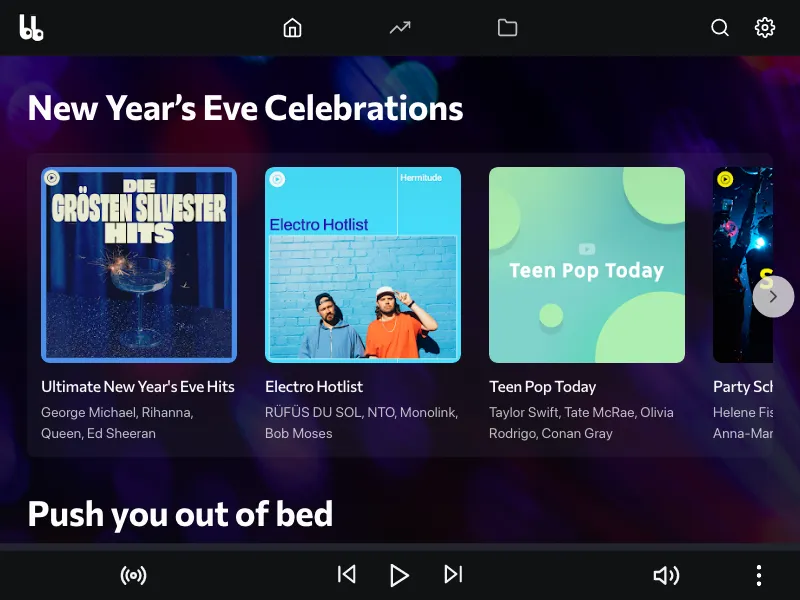 New Year’s Eve Celebrations
DIE
GRÖSTEN SILVESTER
HITS
Hermitude
Electro Hotlist
Teen Pop Today
S
Ultimate New Year's Eve Hits
George Michael, Rihanna,
Queen, Ed Sheeran
Electro Hotlist
RÜFÜS DU SOL, NTO, Monolink,
Bob Moses
Teen Pop Today
Taylor Swift, Tate McRae, Olivia
Rodrigo, Conan Gray
Party Sch
Helene Fis
Anna-Mar
Push you out of bed